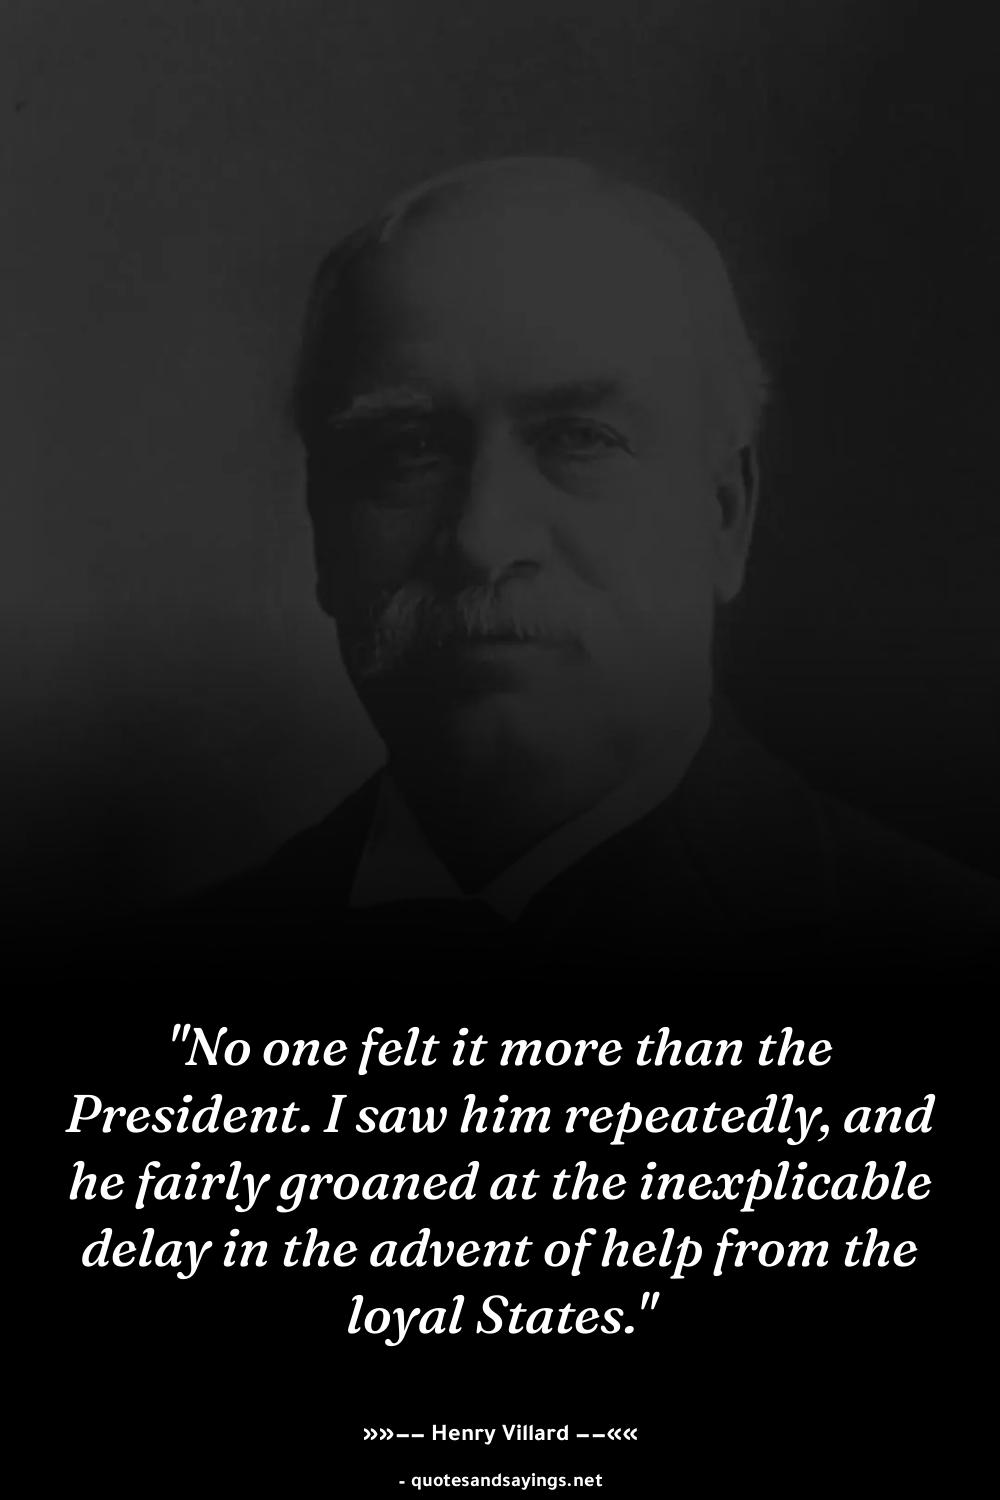 "No one felt it more than the
President. I saw him repeatedly, and
he fairly groaned at the inexplicable
delay in the advent of help from the
loyal States."
»»–– Henry Villard ––««
- quotesandsayings.net